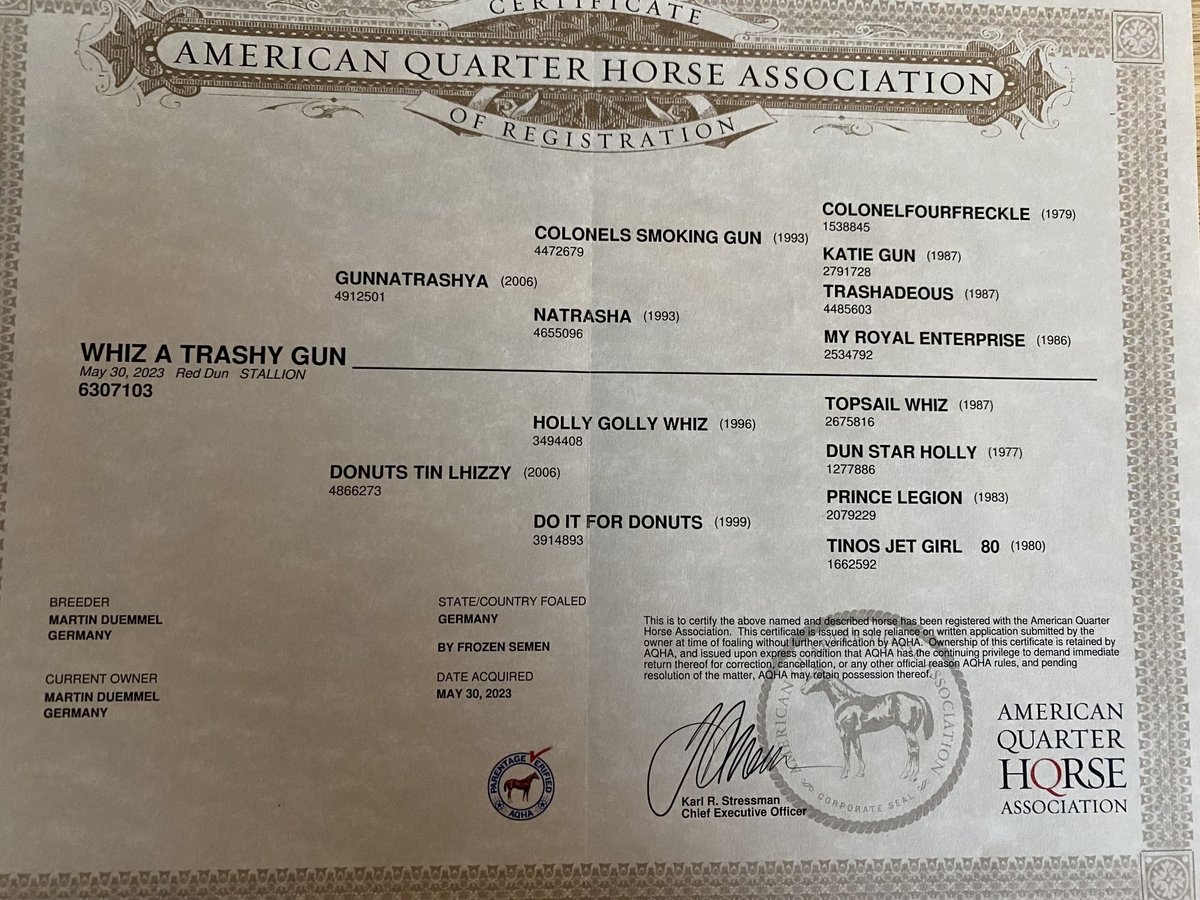 CERTIFICATE
AMERICAN QUARTER HORSE ASSOCIATION
OF REGISTRATION
COLONELFOURFRECKLE (1979)
1538845
COLONELS SMOKING GUN (1993)
4472679
KATIE GUN (1987)
2791728
GUNNATRASHYA (2006)
4912501
TRASHADEOUS (1987)
4485603
NATRASHA (1993)
4655096
MY ROYAL ENTERPRISE (1986)
2534792
WHIZ A TRASHY GUN
May 30, 2023 Red Dun STALLION
6307103
TOPSAIL WHIZ (1987)
2675816
HOLLY GOLLY WHIZ (1996)
3494408
DUN STAR HOLLY (1977)
1277886
DONUTS TIN LHIZZY (2006)
4866273
PRINCE LEGION (1983)
2079229
DO IT FOR DONUTS (1999)
3914893
TINOS JET GIRL 80 (1980)
1662592
BREEDER
MARTIN DUEMMEL
GERMANY
CURRENT OWNER
MARTIN DUEMMEL
GERMANY
STATE/COUNTRY FOALED
GERMANY
BY FROZEN SEMEN
DATE ACQUIRED
MAY 30, 2023
This is to certify the above named and described horse has been registered with the American Quarter
Horse Association. This certificate is issued in sole reliance on written application submitted by the
owner at time of foaling without further verification by AQHA. Ownership of this certificate is retained by
AQHA, and issued upon express condition that AQHA has the continuing privilege to demand immediate
return thereof for correction, cancellation, or any other official reason AQHA rules, and pending
resolution of the matter, AQHA may retain possession thereof.
PARENTAGE VERIFIED
AQHA
Karl R. Stressman
Chief Executive Officer
AMERICAN ASSOCIATION
CORPORATE SEAL
AMERICAN
QUARTER
HORSE
ASSOCIATION